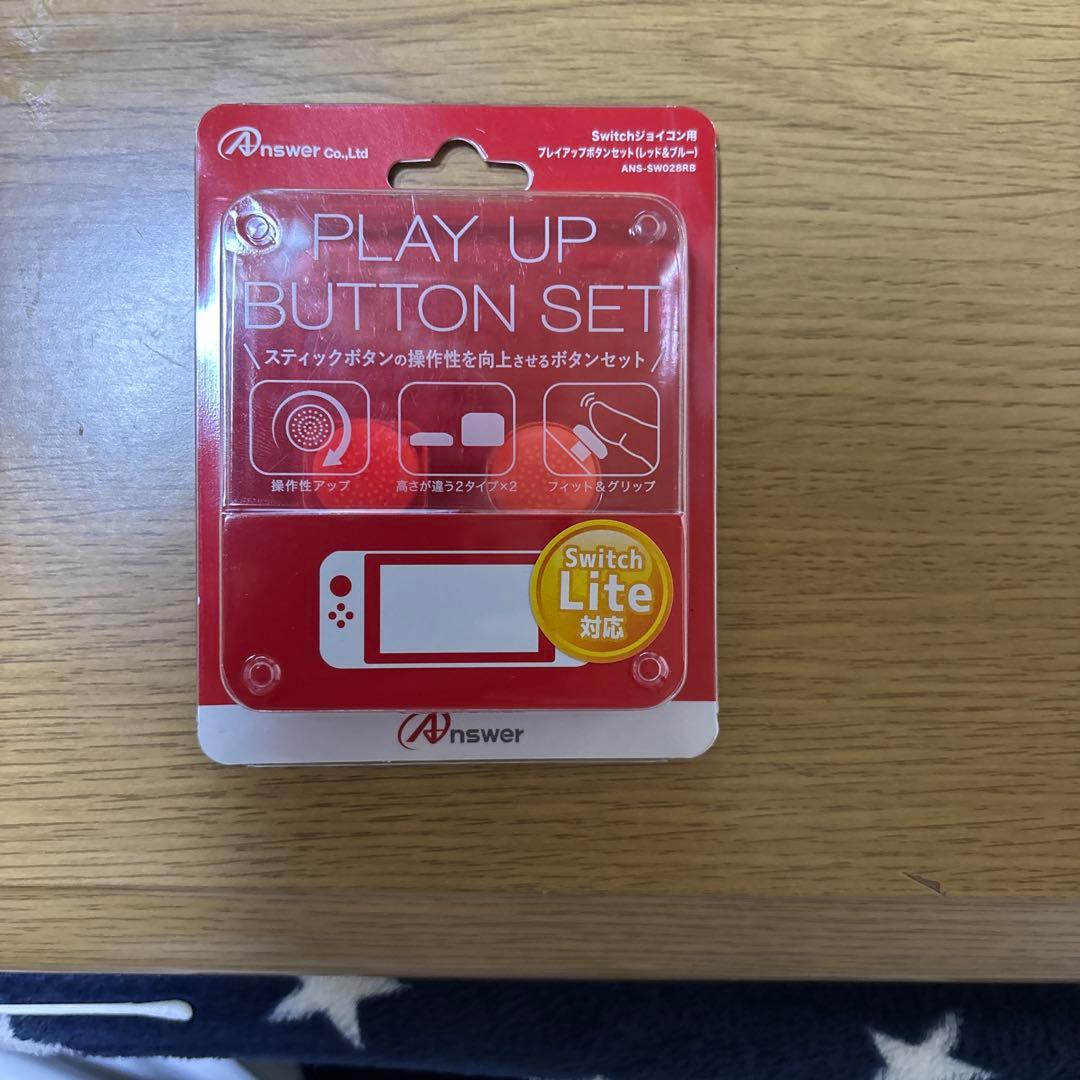 Answer Co.,Ltd
Switchジョイコン用
プレイアップボタンセット(レッド&ブルー)
ANS-SW028RB
PLAY UP
BUTTON SET
\ スティックボタンの操作性を向上させるボタンセット /
操作性アップ
高さが違う2タイプ×2
フィット&グリップ
Switch
Lite
対応
Answer